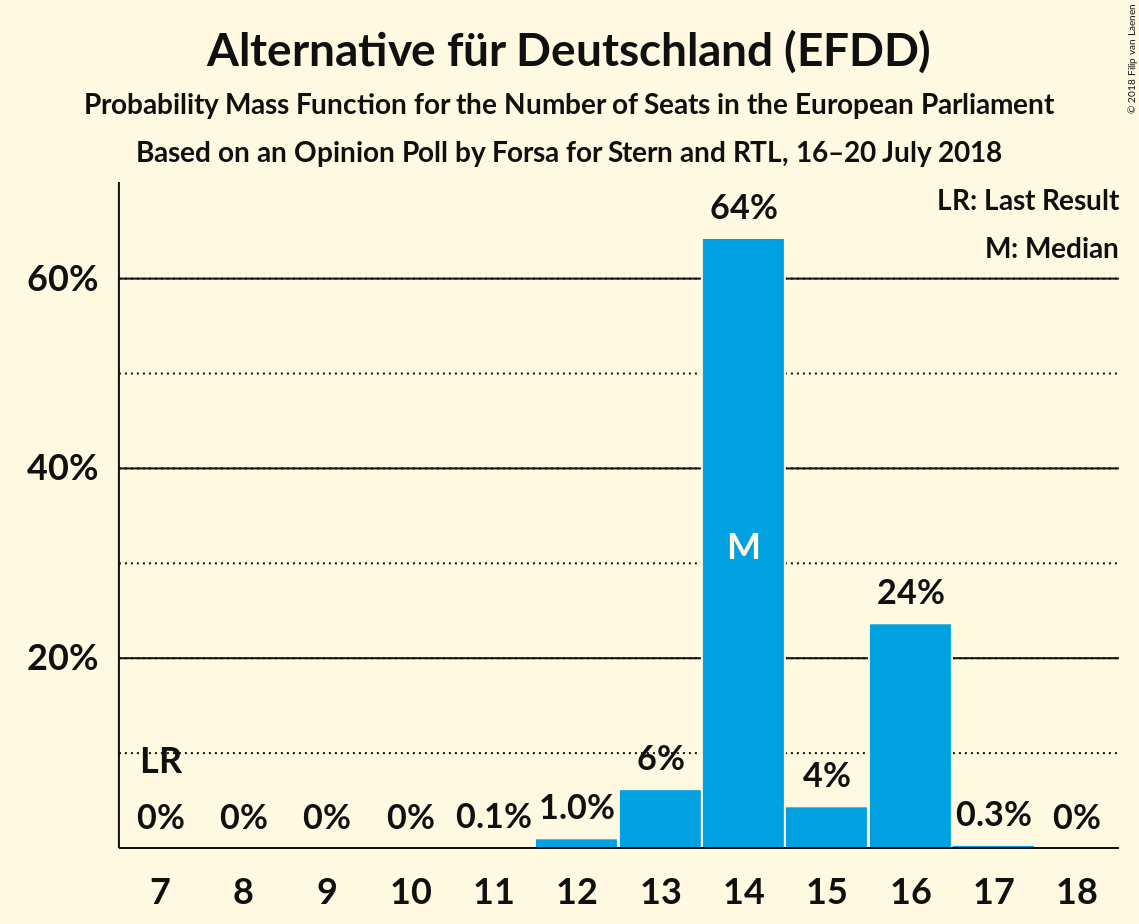 Alternative für Deutschland (EFDD)
Probability Mass Function for the Number of Seats in the European Parliament
Based on an Opinion Poll by Forsa for Stern and RTL, 16–20 July 2018
© 2018 Filip van Laenen
LR: Last Result
M: Median
60%
40%
20%
LR
0%
0%
0%
0%
0.1%
1.0%
6%
64%
M
4%
24%
0.3%
0%
7 8 9 10 11 12 13 14 15 16 17 18